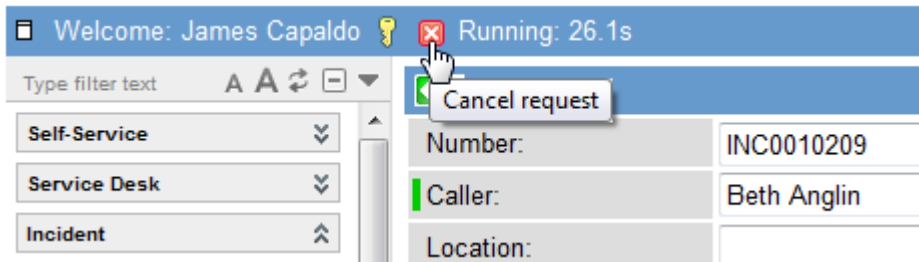 Welcome: James Capaldo Running: 26.1s
Type filter text A A
Cancel request
Self-Service
Number: INC0010209
Service Desk
Caller: Beth Anglin
Incident
Location: